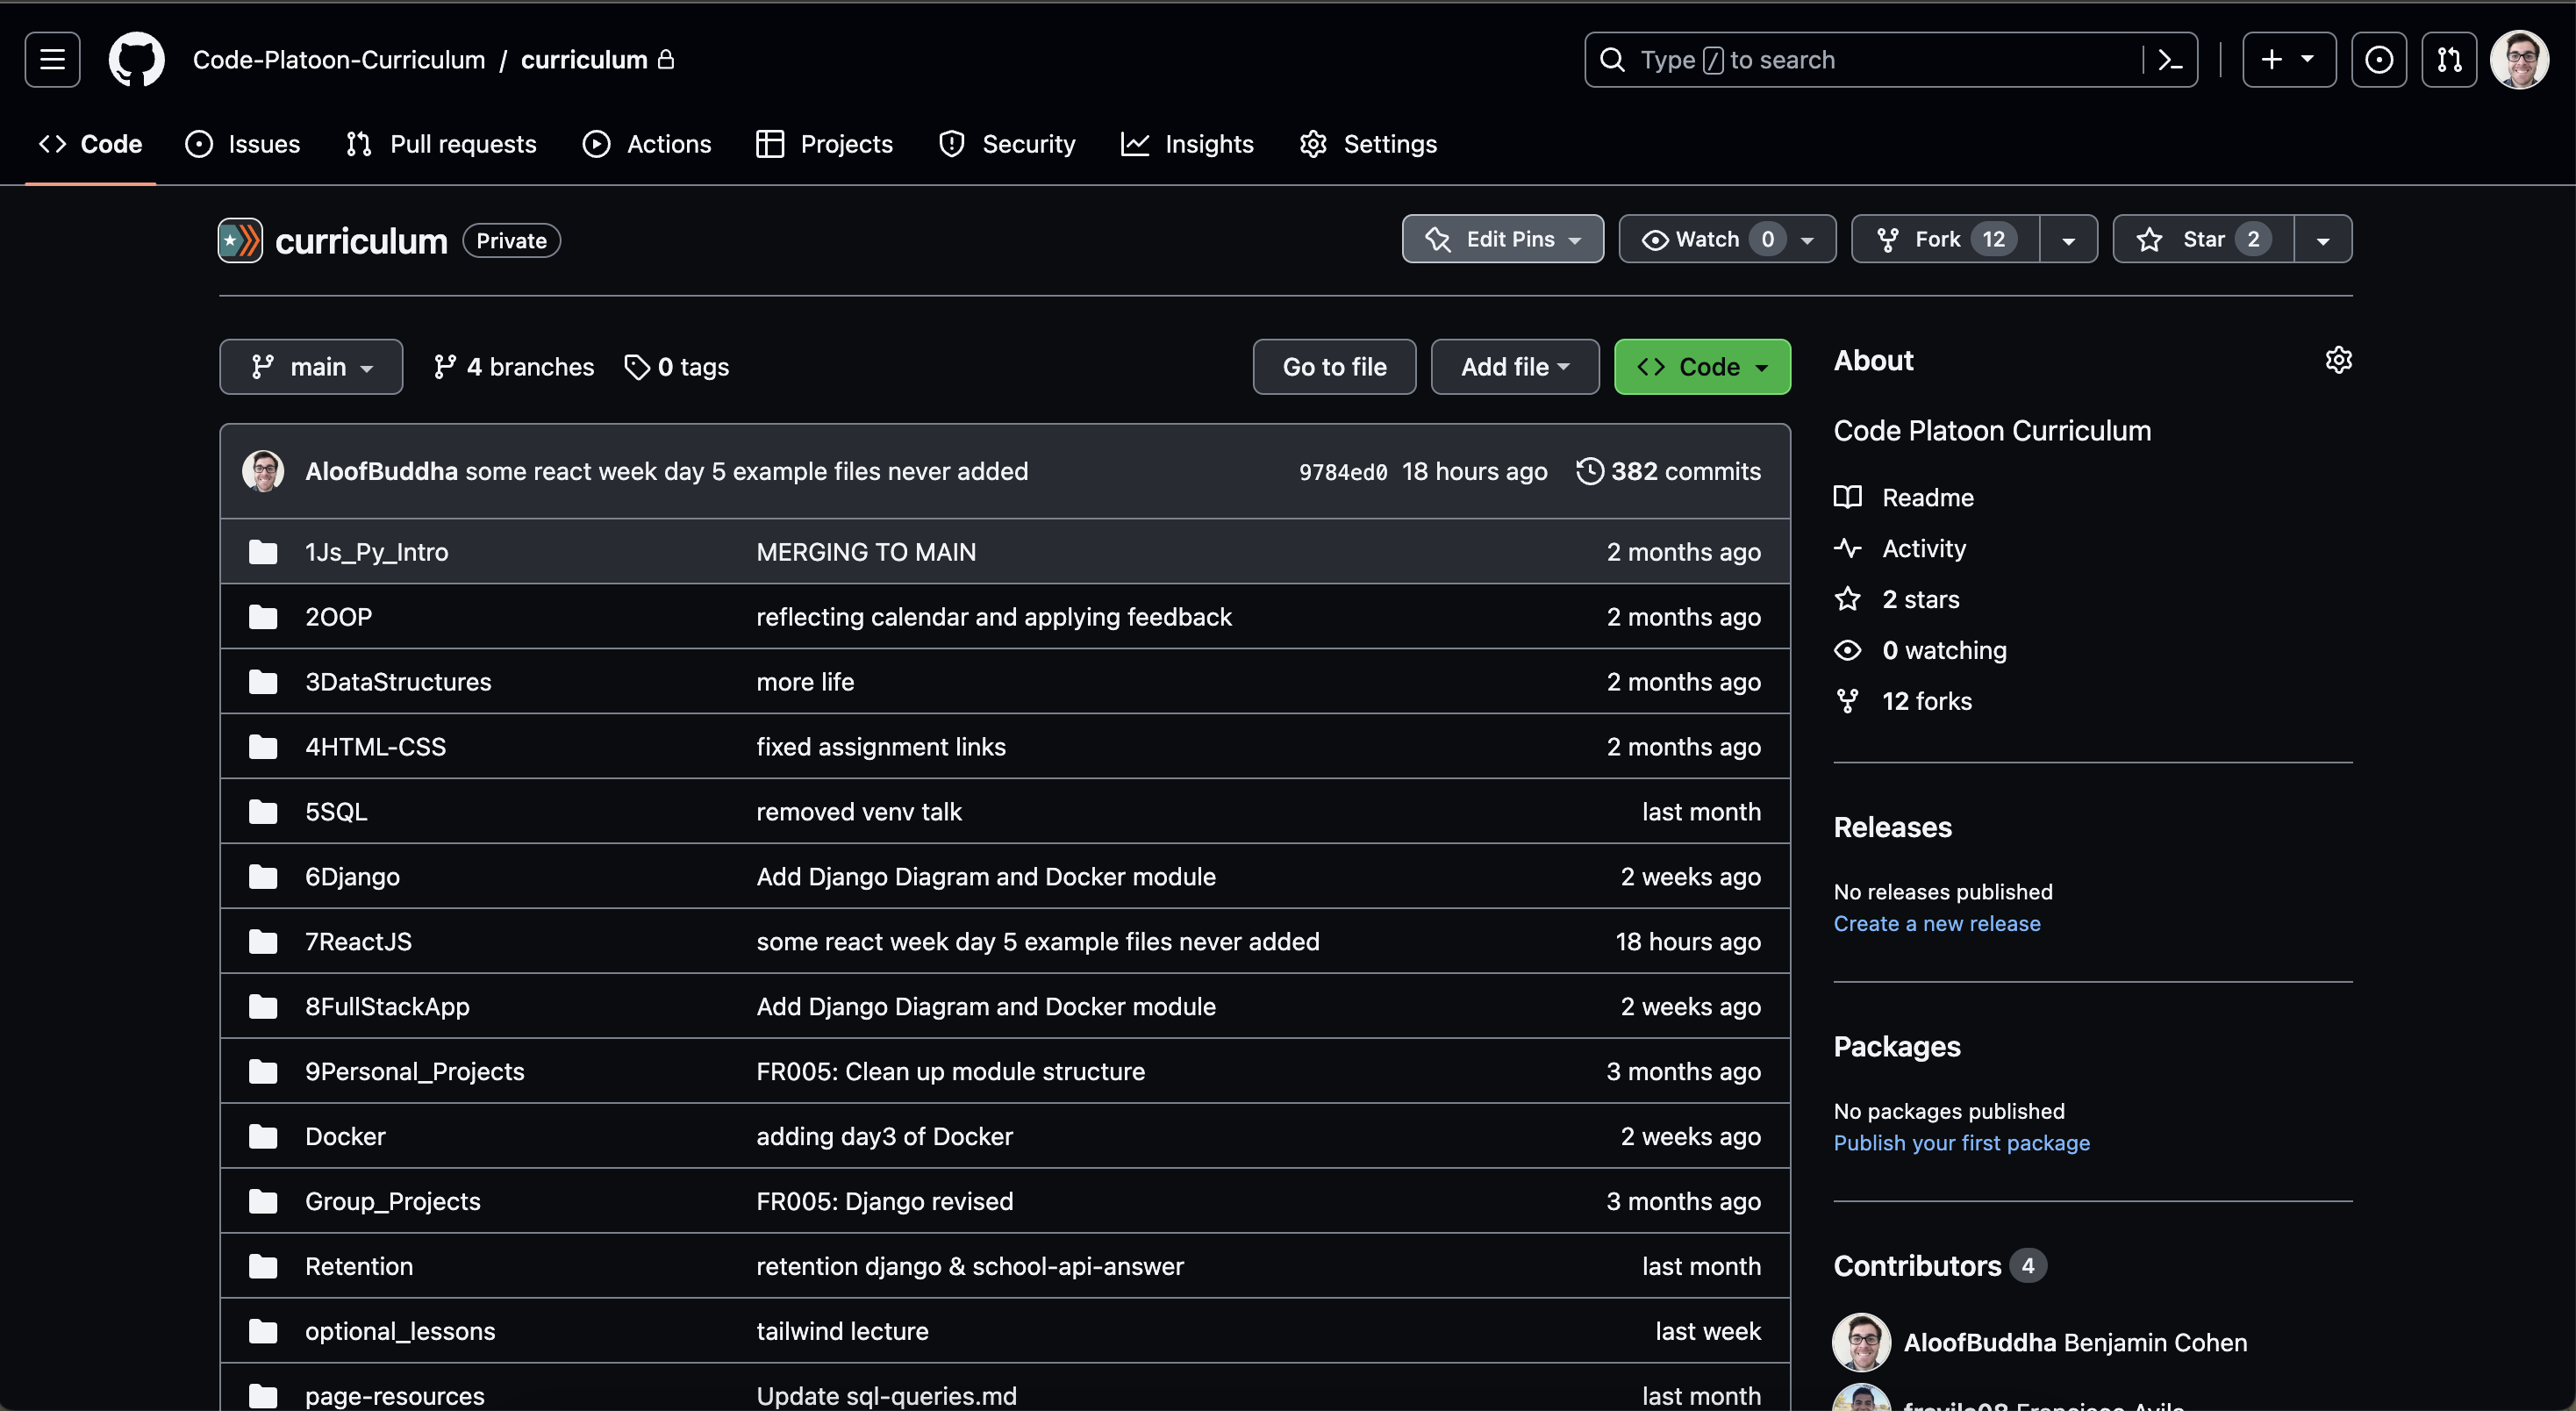 Code-Platoon-Curriculum / curriculum
Type / to search
Code Issues Pull requests Actions Projects Security Insights Settings
curriculum Private
Edit Pins Watch 0 Fork 12 Star 2
main 4 branches 0 tags Go to file Add file Code
AloofBuddha some react week day 5 example files never added 9784ed0 18 hours ago 382 commits
1Js_Py_Intro MERGING TO MAIN 2 months ago
2OOP reflecting calendar and applying feedback 2 months ago
3DataStructures more life 2 months ago
4HTML-CSS fixed assignment links 2 months ago
5SQL removed venv talk last month
6Django Add Django Diagram and Docker module 2 weeks ago
7ReactJS some react week day 5 example files never added 18 hours ago
8FullStackApp Add Django Diagram and Docker module 2 weeks ago
9Personal_Projects FR005: Clean up module structure 3 months ago
Docker adding day3 of Docker 2 weeks ago
Group_Projects FR005: Django revised 3 months ago
Retention retention django & school-api-answer last month
optional_lessons tailwind lecture last week
page-resources Update sql-queries.md last month
About
Code Platoon Curriculum
Readme
Activity
2 stars
0 watching
12 forks
Releases
No releases published
Create a new release
Packages
No packages published
Publish your first package
Contributors 4
AloofBuddha Benjamin Cohen